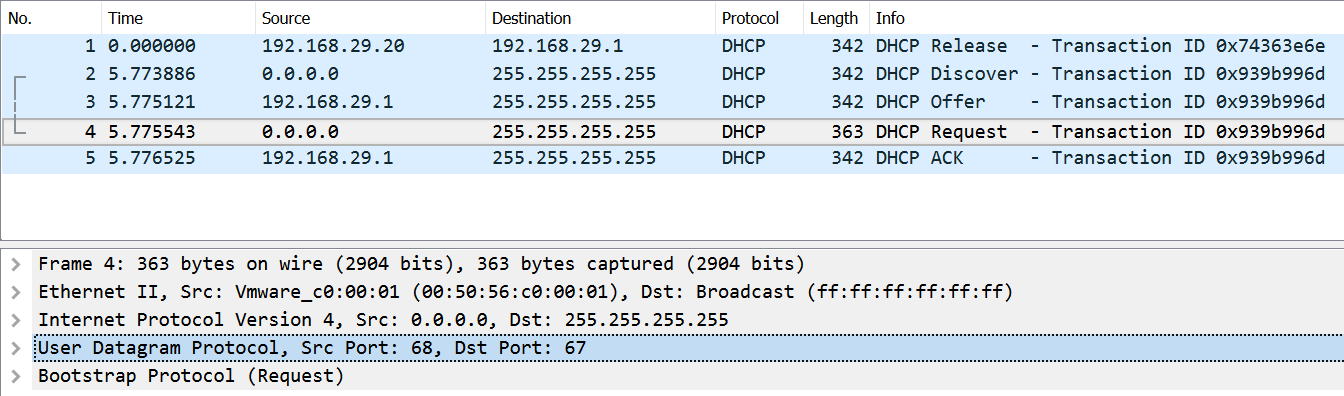 No. Time Source Destination Protocol Length Info
1 0.000000 192.168.29.20 192.168.29.1 DHCP 342 DHCP Release - Transaction ID 0x74363e6e
2 5.773886 0.0.0.0 255.255.255.255 DHCP 342 DHCP Discover - Transaction ID 0x939b996d
3 5.775121 192.168.29.1 255.255.255.255 DHCP 342 DHCP Offer - Transaction ID 0x939b996d
4 5.775543 0.0.0.0 255.255.255.255 DHCP 363 DHCP Request - Transaction ID 0x939b996d
5 5.776525 192.168.29.1 255.255.255.255 DHCP 342 DHCP ACK - Transaction ID 0x939b996d
Frame 4: 363 bytes on wire (2904 bits), 363 bytes captured (2904 bits)
Ethernet II, Src: Vmware_c0:00:01 (00:50:56:c0:00:01), Dst: Broadcast (ff:ff:ff:ff:ff:ff)
Internet Protocol Version 4, Src: 0.0.0.0, Dst: 255.255.255.255
User Datagram Protocol, Src Port: 68, Dst Port: 67
Bootstrap Protocol (Request)